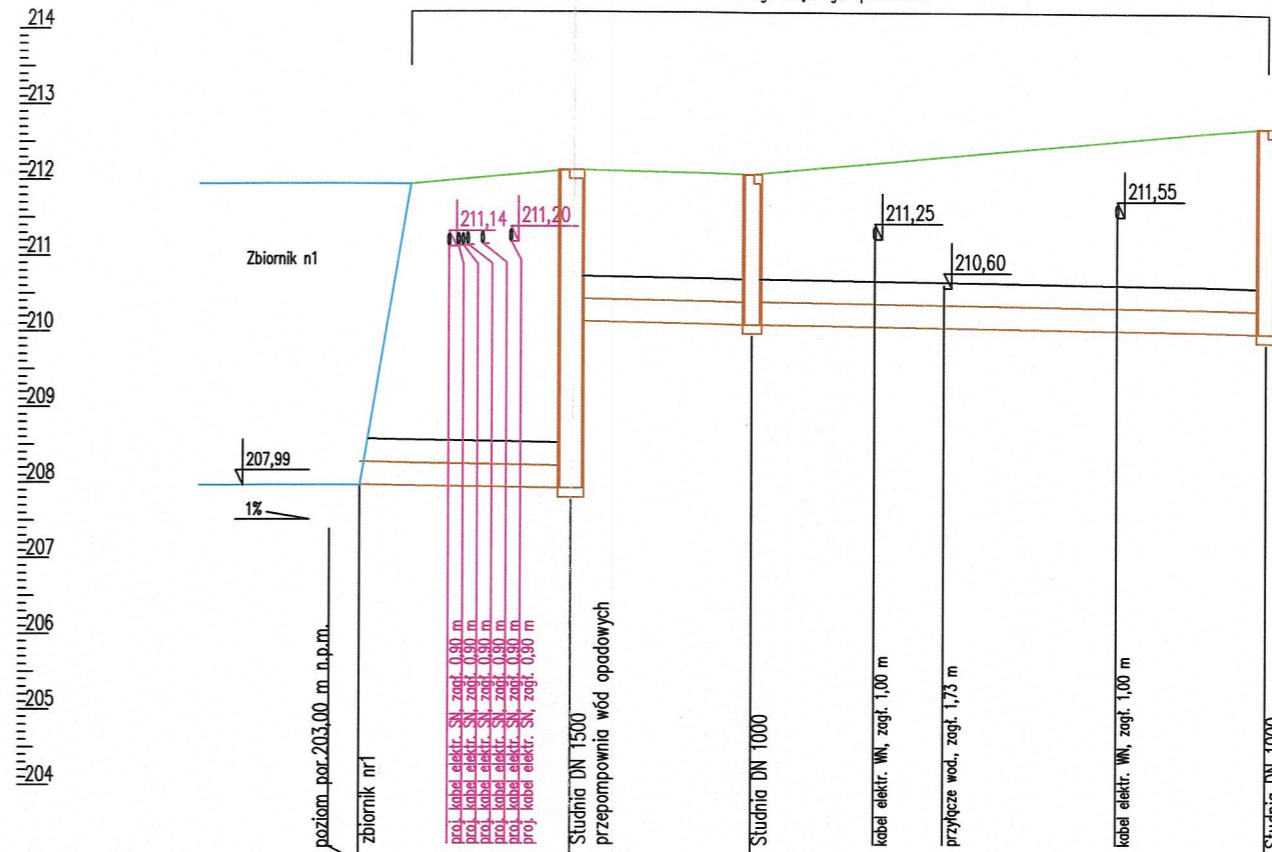 214
213
212
211
210
209
208
207
206
205
204
Zbiornik n1
211,14
211,20
211,25
210,60
211,55
207,99
1%
poziom por.203,00 m n.p.m.
zbiornik nr1
proj. kabel elektr. SN, zagł. 0,90 m
proj. kabel elektr. SN, zagł. 0,90 m
proj. kabel elektr. SN, zagł. 0,90 m
proj. kabel elektr. SN, zagł. 0,90 m
proj. kabel elektr. SN, zagł. 0,90 m
proj. kabel elektr. SN, zagł. 0,90 m
Studnia DN 1500
przepompownia wód opadowych
Studnia DN 1000
kabel elektr. WN, zagł. 1,00 m
przyłącze wod. zagł. 1,73 m
kabel elektr. WN, zagł. 1,00 m
Studnia DN 1000